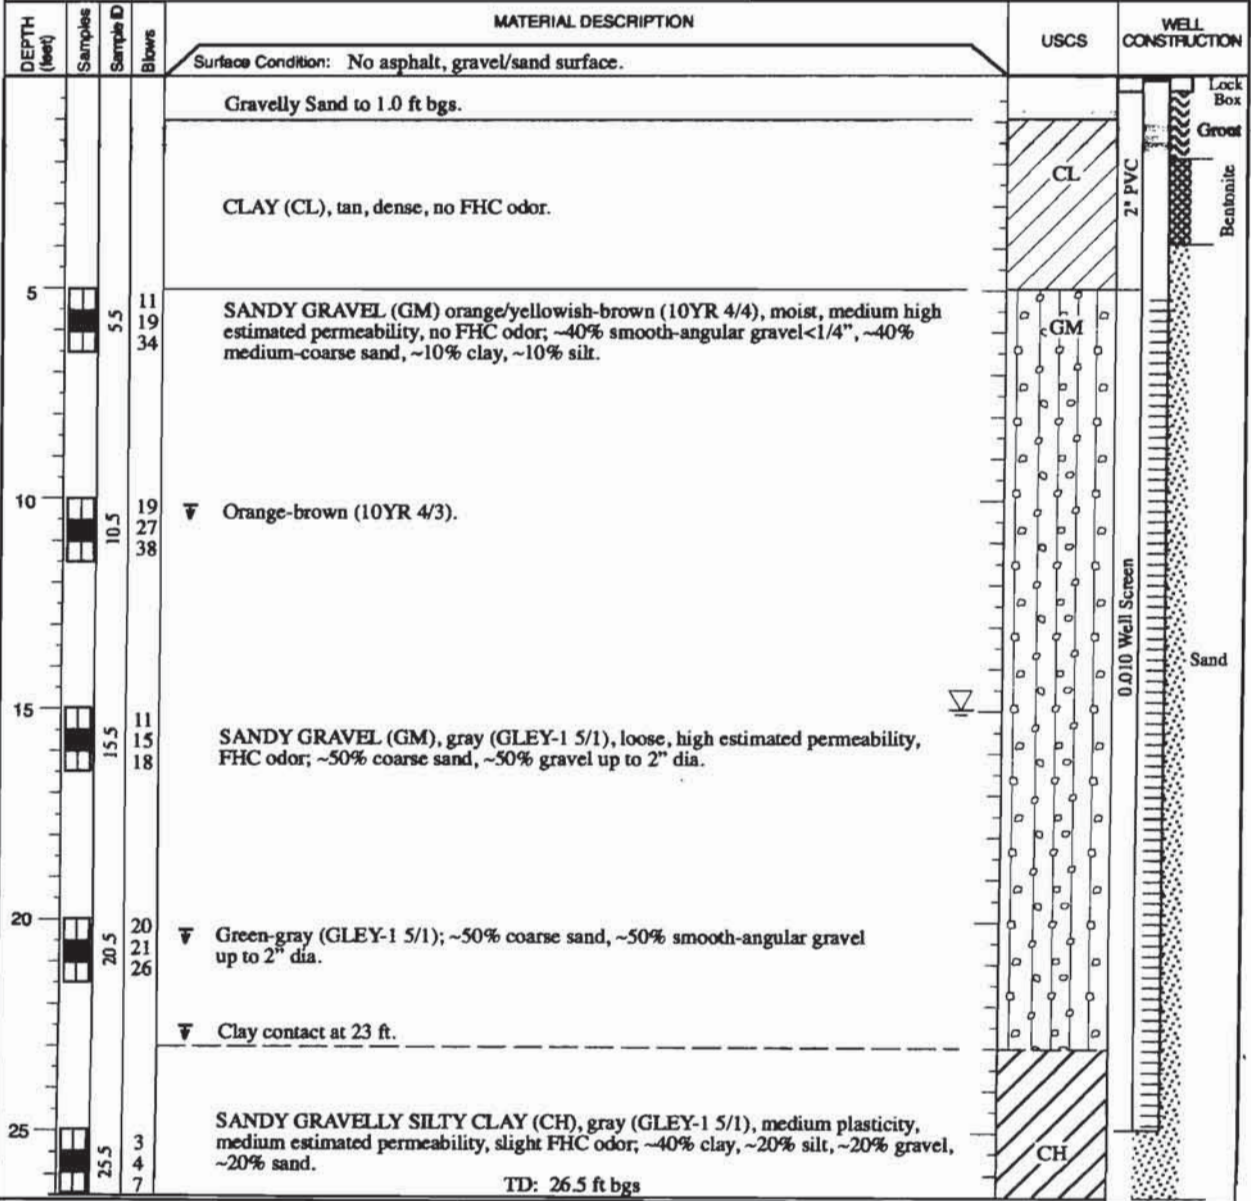 DEPTH (feet)
Samples
Sample ID
Blows
MATERIAL DESCRIPTION
Surface Condition: No asphalt, gravel/sand surface.
USCS
WELL
CONSTRUCTION
Gravelly Sand to 1.0 ft bgs.
Lock
Box
Grout
CL
2" PVC
Bentonite
CLAY (CL), tan, dense, no FHC odor.
5
5.5
11
19
34
SANDY GRAVEL (GM) orange/yellowish-brown (10YR 4/4), moist, medium high
estimated permeability, no FHC odor; ~40% smooth-angular gravel<1/4", ~40%
medium-coarse sand, ~10% clay, ~10% silt.
GM
10
10.5
19
27
38
Orange-brown (10YR 4/3).
0.010 Well Screen
Sand
15
15.5
11
15
18
SANDY GRAVEL (GM), gray (GLEY-1 5/1), loose, high estimated permeability,
FHC odor; ~50% coarse sand, ~50% gravel up to 2" dia.
20
20.5
20
21
26
Green-gray (GLEY-1 5/1); ~50% coarse sand, ~50% smooth-angular gravel
up to 2" dia.
Clay contact at 23 ft.
25
25.5
3
4
7
SANDY GRAVELLY SILTY CLAY (CH), gray (GLEY-1 5/1), medium plasticity,
medium estimated permeability, slight FHC odor; ~40% clay, ~20% silt, ~20% gravel,
~20% sand.
CH
TD: 26.5 ft bgs